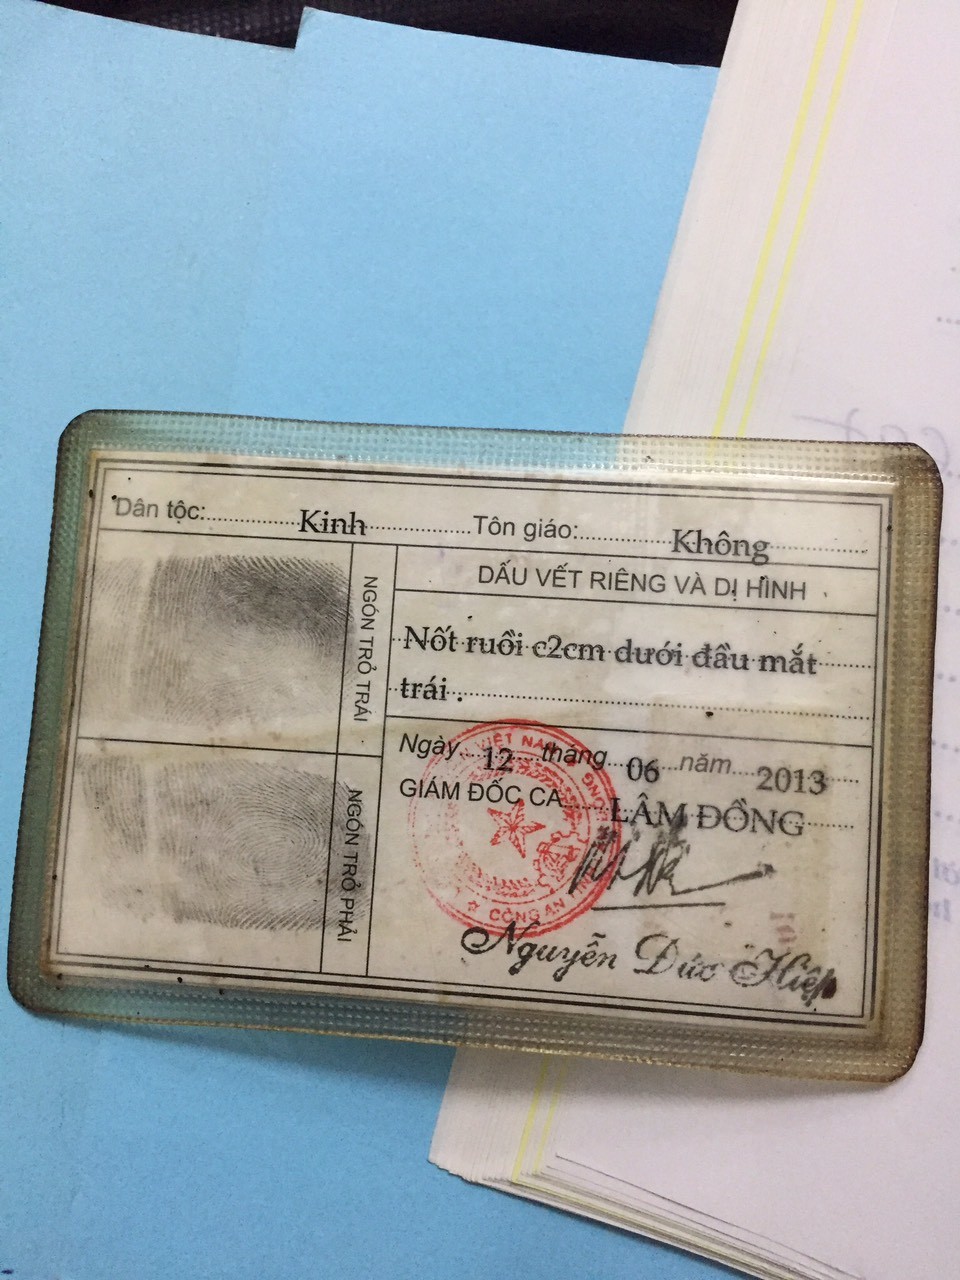 Dân tộc: Kinh Tôn giáo: Không
DẤU VẾT RIÊNG VÀ DỊ HÌNH
NGÓN TRỎ TRÁI
Nốt ruồi c2cm dưới đầu mắt
trái .
Ngày 12 tháng 06 năm 2013
GIÁM ĐỐC CA LÂM ĐỒNG
NGÓN TRỎ PHẢI
VIỆT NAM
CÔNG AN
Nguyễn Đức Hiệp